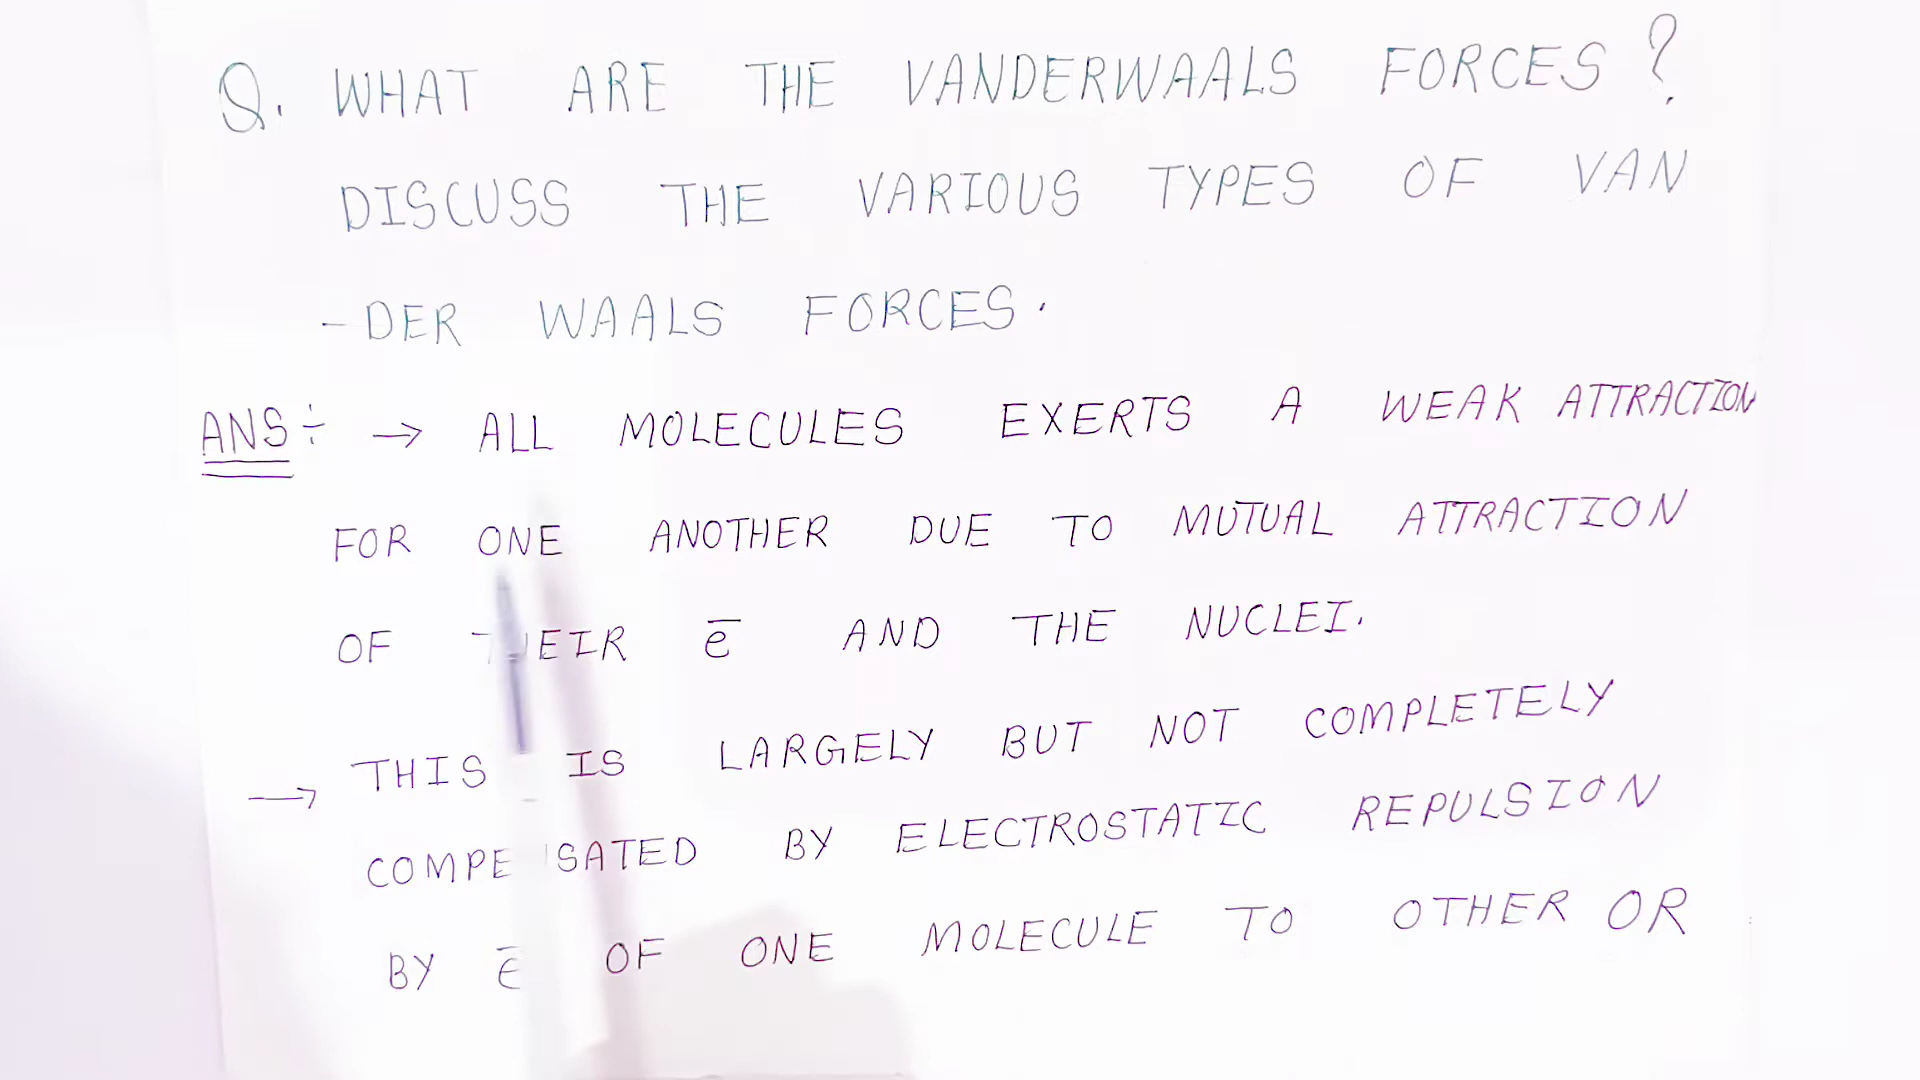 Q. WHAT ARE THE VANDERWAALS FORCES?
DISCUSS THE VARIOUS TYPES OF VAN
-DER WAALS FORCES.
ANS÷ → ALL MOLECULES EXERTS A WEAK ATTRACTION
FOR ONE ANOTHER DUE TO MUTUAL ATTRACTION
OF THEIR e̅ AND THE NUCLEI.
→ THIS IS LARGELY BUT NOT COMPLETELY
COMPENSATED BY ELECTROSTATIC REPULSION
BY e̅ OF ONE MOLECULE TO OTHER OR